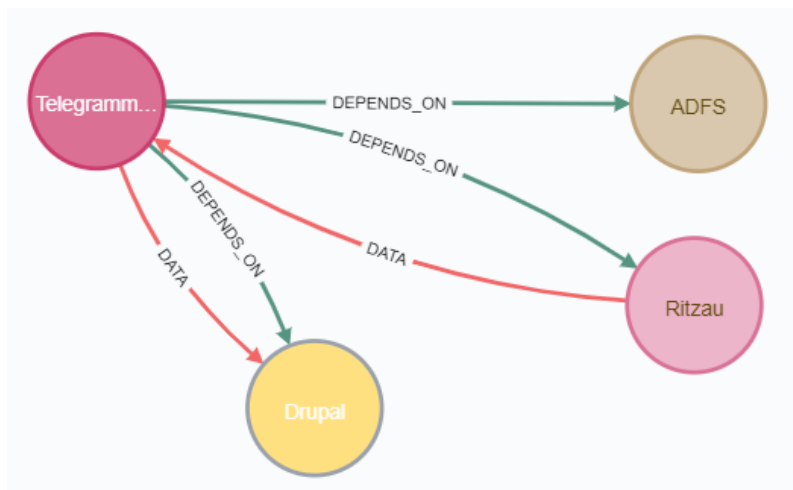 Telegramm...
DEPENDS_ON
ADFS
DEPENDS_ON
DEPENDS_ON
DATA
DATA
Ritzau
Drupal